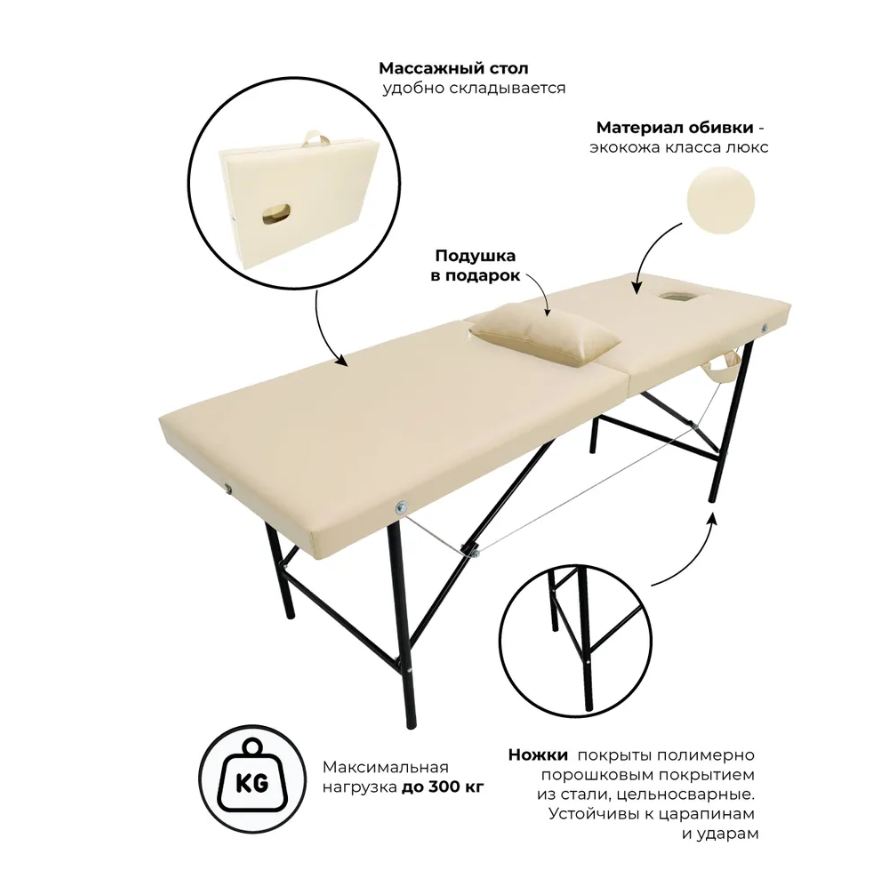 Массажный стол
удобно складывается
Материал обивки -
экокожа класса люкс
Подушка
в подарок
KG
Максимальная
нагрузка до 300 кг
Ножки покрыты полимерно
порошковым покрытием
из стали, цельносварные.
Устойчивы к царапинам
и ударам